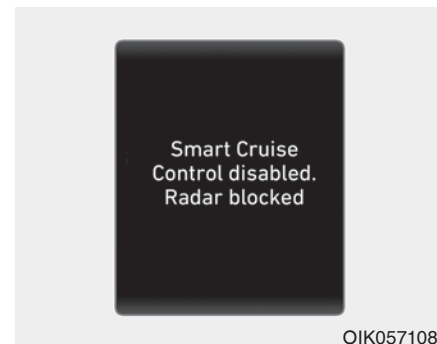 Smart Cruise
Control disabled.
Radar blocked
OIK057108